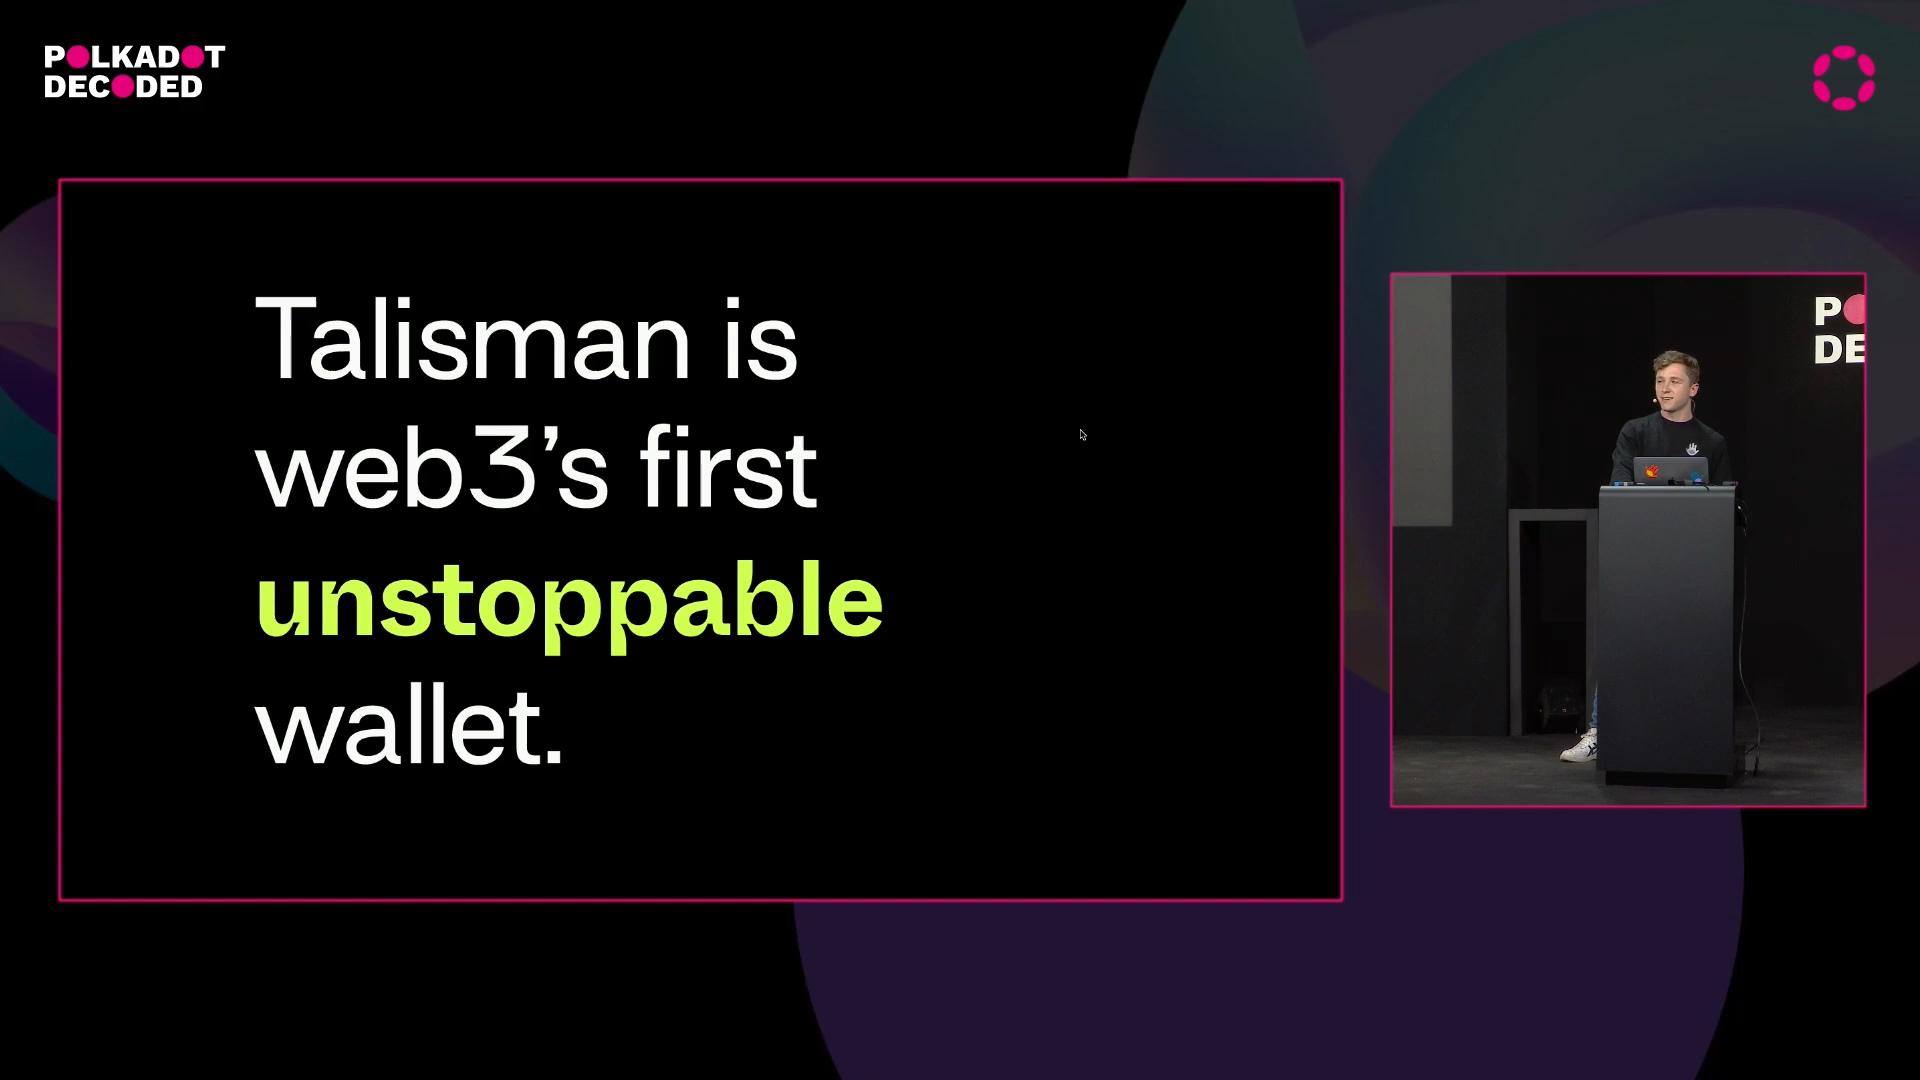 POLKADOT
DECODED
Talisman is
web3’s first
unstoppable
wallet.
P
DE